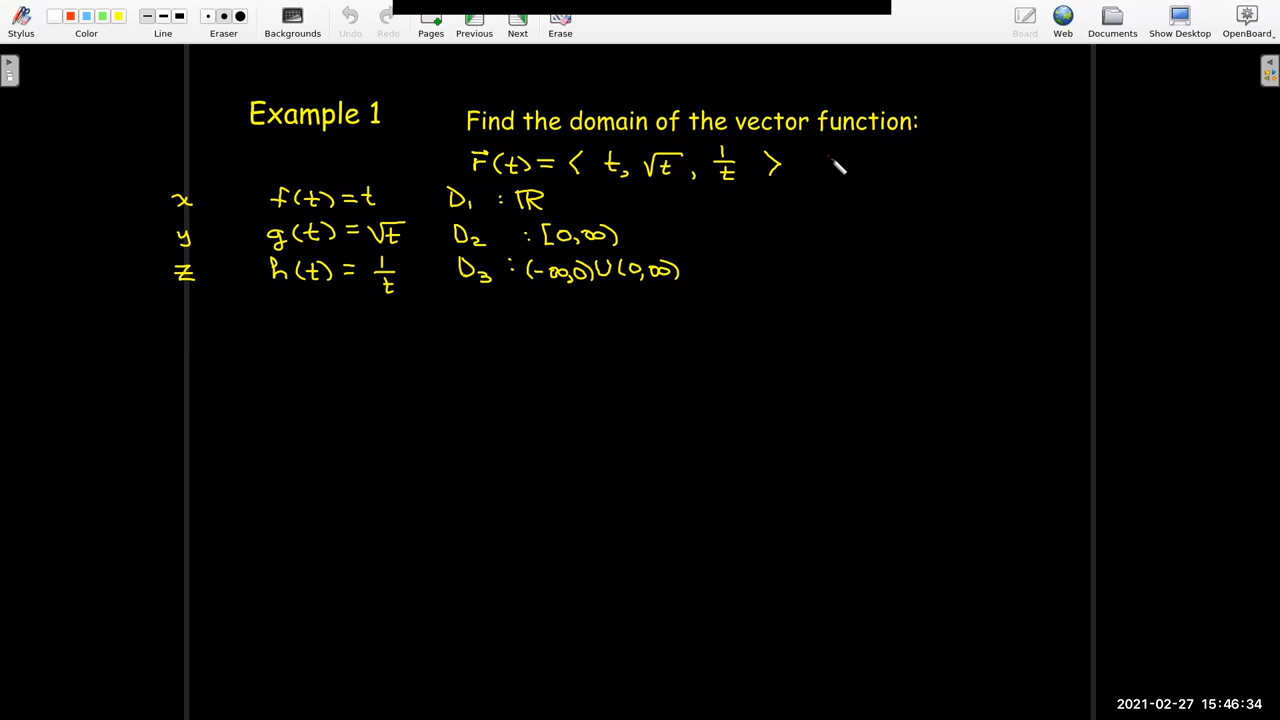 Stylus Color Line Eraser Backgrounds Undo Redo Pages Previous Next Erase Board Web Documents Show Desktop OpenBoard
Example 1
Find the domain of the vector function:
r⃗(t) = < t, √t, 1/t >
x f(t) = t D₁ : ℝ
y g(t) = √t D₂ : [0,∞)
z h(t) = 1/t D₃ : (-∞,0)∪(0,∞)
2021-02-27 15:46:34